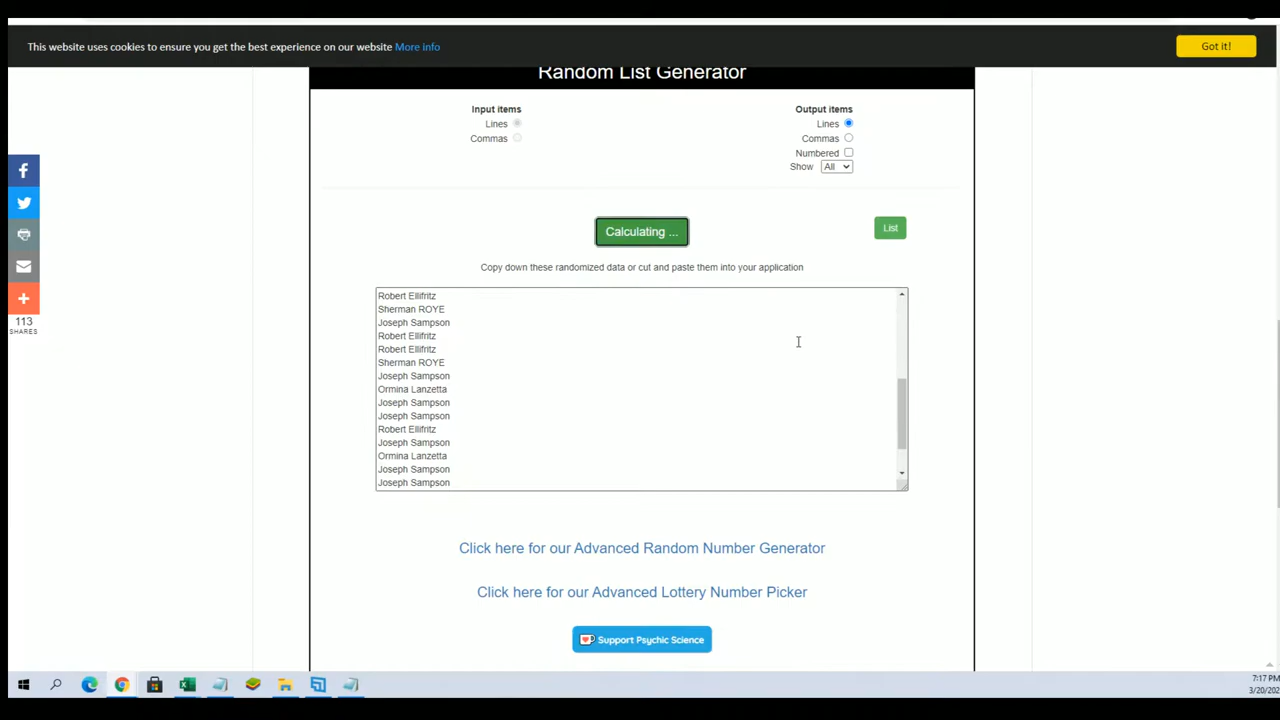 This website uses cookies to ensure you get the best experience on our website More info
Got it!
Random List Generator
Input items
Output items
Lines
Lines
Commas
Commas
Numbered
Show All
Calculating ...
List
Copy down these randomized data or cut and paste them into your application
113
SHARES
Robert Ellifritz
Sherman ROYE
Joseph Sampson
Robert Ellifritz
Robert Ellifritz
Sherman ROYE
Joseph Sampson
Ormina Lanzetta
Joseph Sampson
Joseph Sampson
Robert Ellifritz
Joseph Sampson
Ormina Lanzetta
Joseph Sampson
Joseph Sampson
Click here for our Advanced Random Number Generator
Click here for our Advanced Lottery Number Picker
Support Psychic Science
7:17 PM